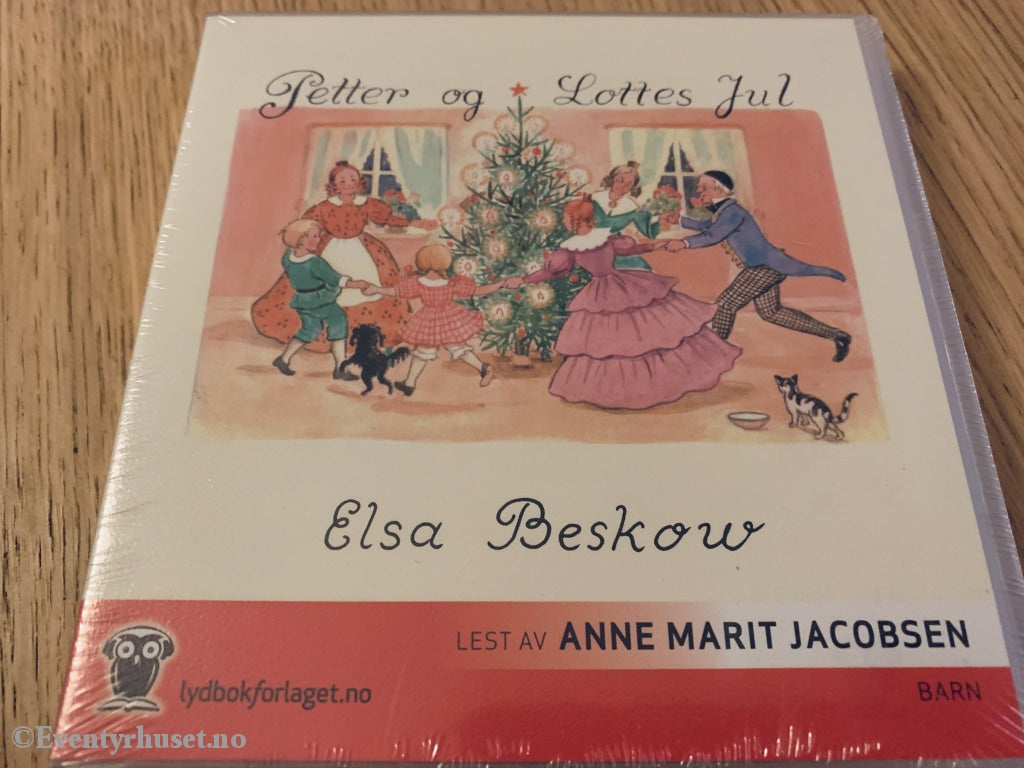 Petter og Lottes Jul
Elsa Beskow
LEST AV ANNE MARIT JACOBSEN
lydbokforlaget.no
BARN
©Eventyrhuset.no